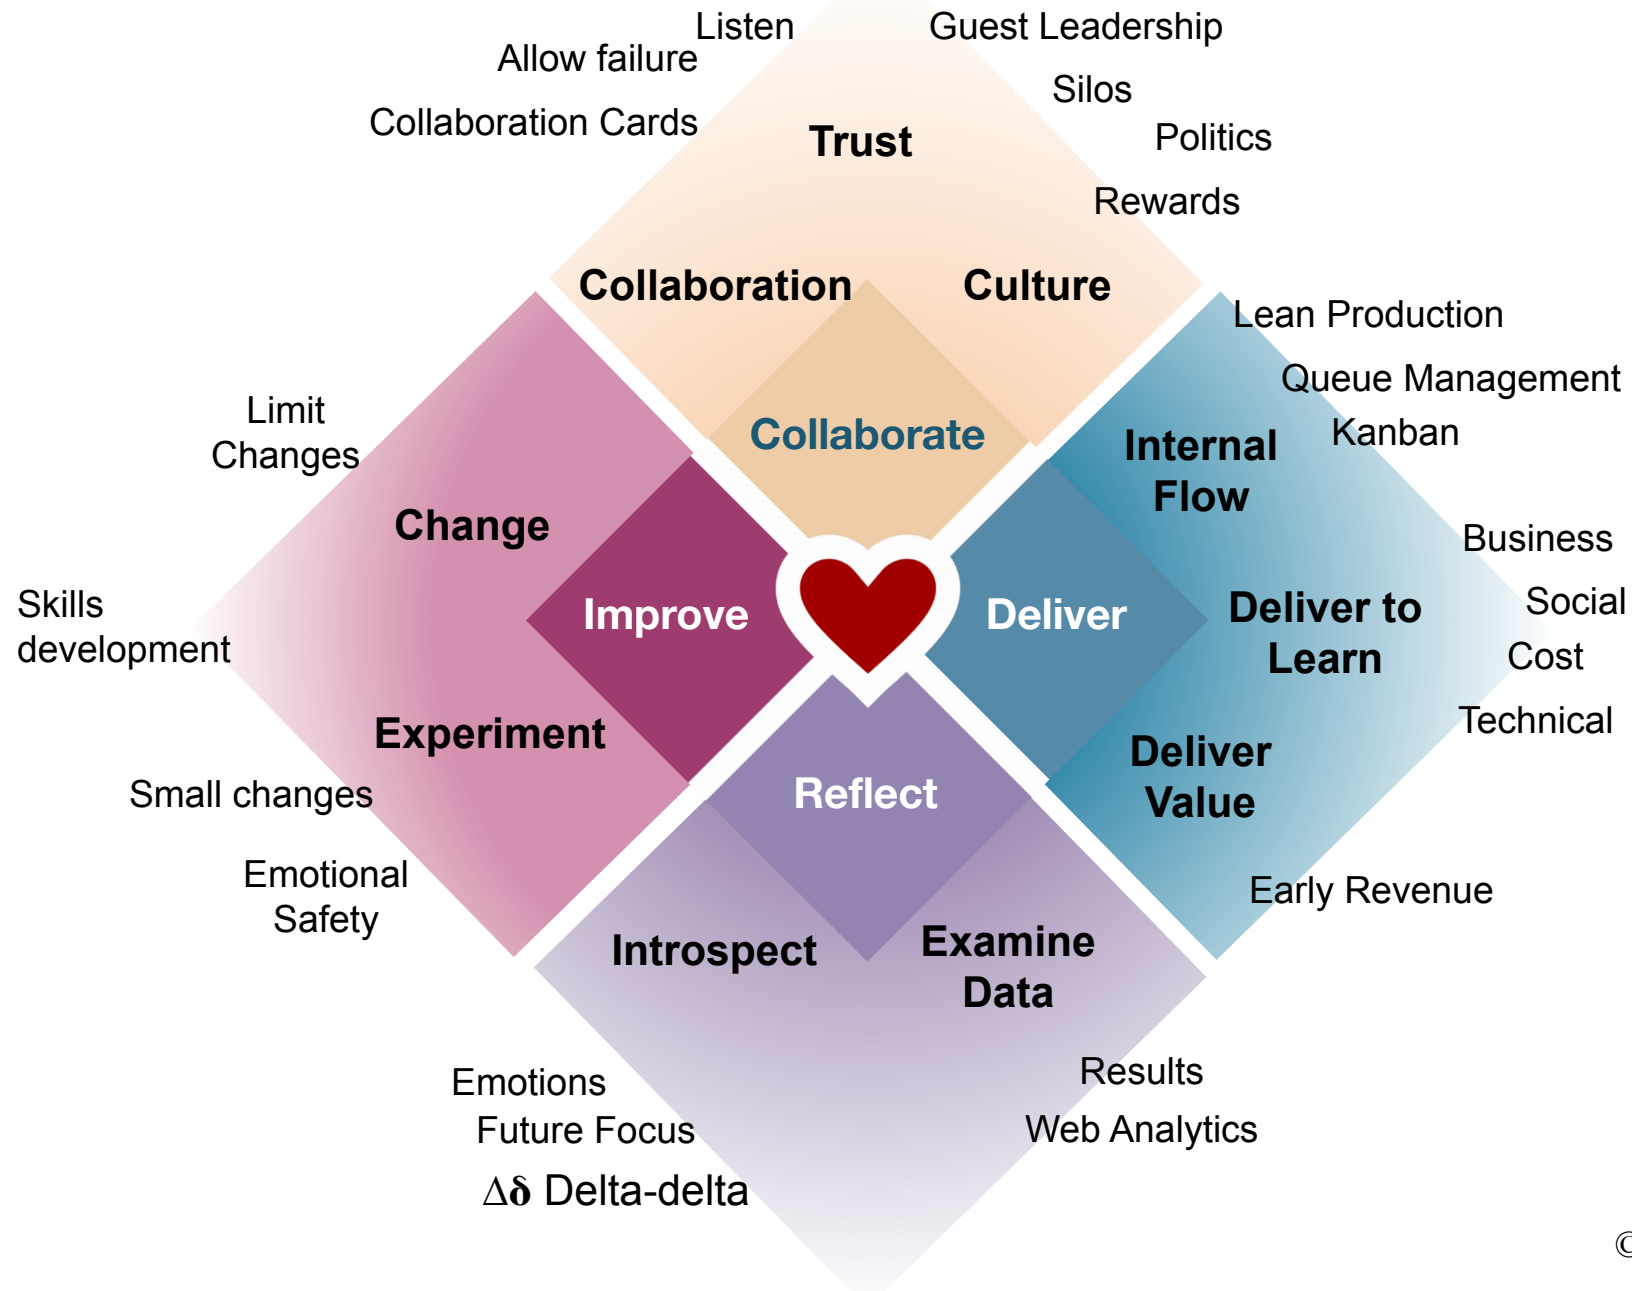 Listen
Guest Leadership
Allow failure
Silos
Collaboration Cards
Politics
Trust
Rewards
Collaboration
Culture
Lean Production
Queue Management
Kanban
Limit
Changes
Collaborate
Internal
Flow
Change
Business
Skills
development
Improve
Deliver
Deliver to
Learn
Social
Cost
Technical
Experiment
Deliver
Value
Small changes
Reflect
Emotional
Safety
Early Revenue
Introspect
Examine
Data
Emotions
Results
Future Focus
Web Analytics
Δδ Delta-delta
©